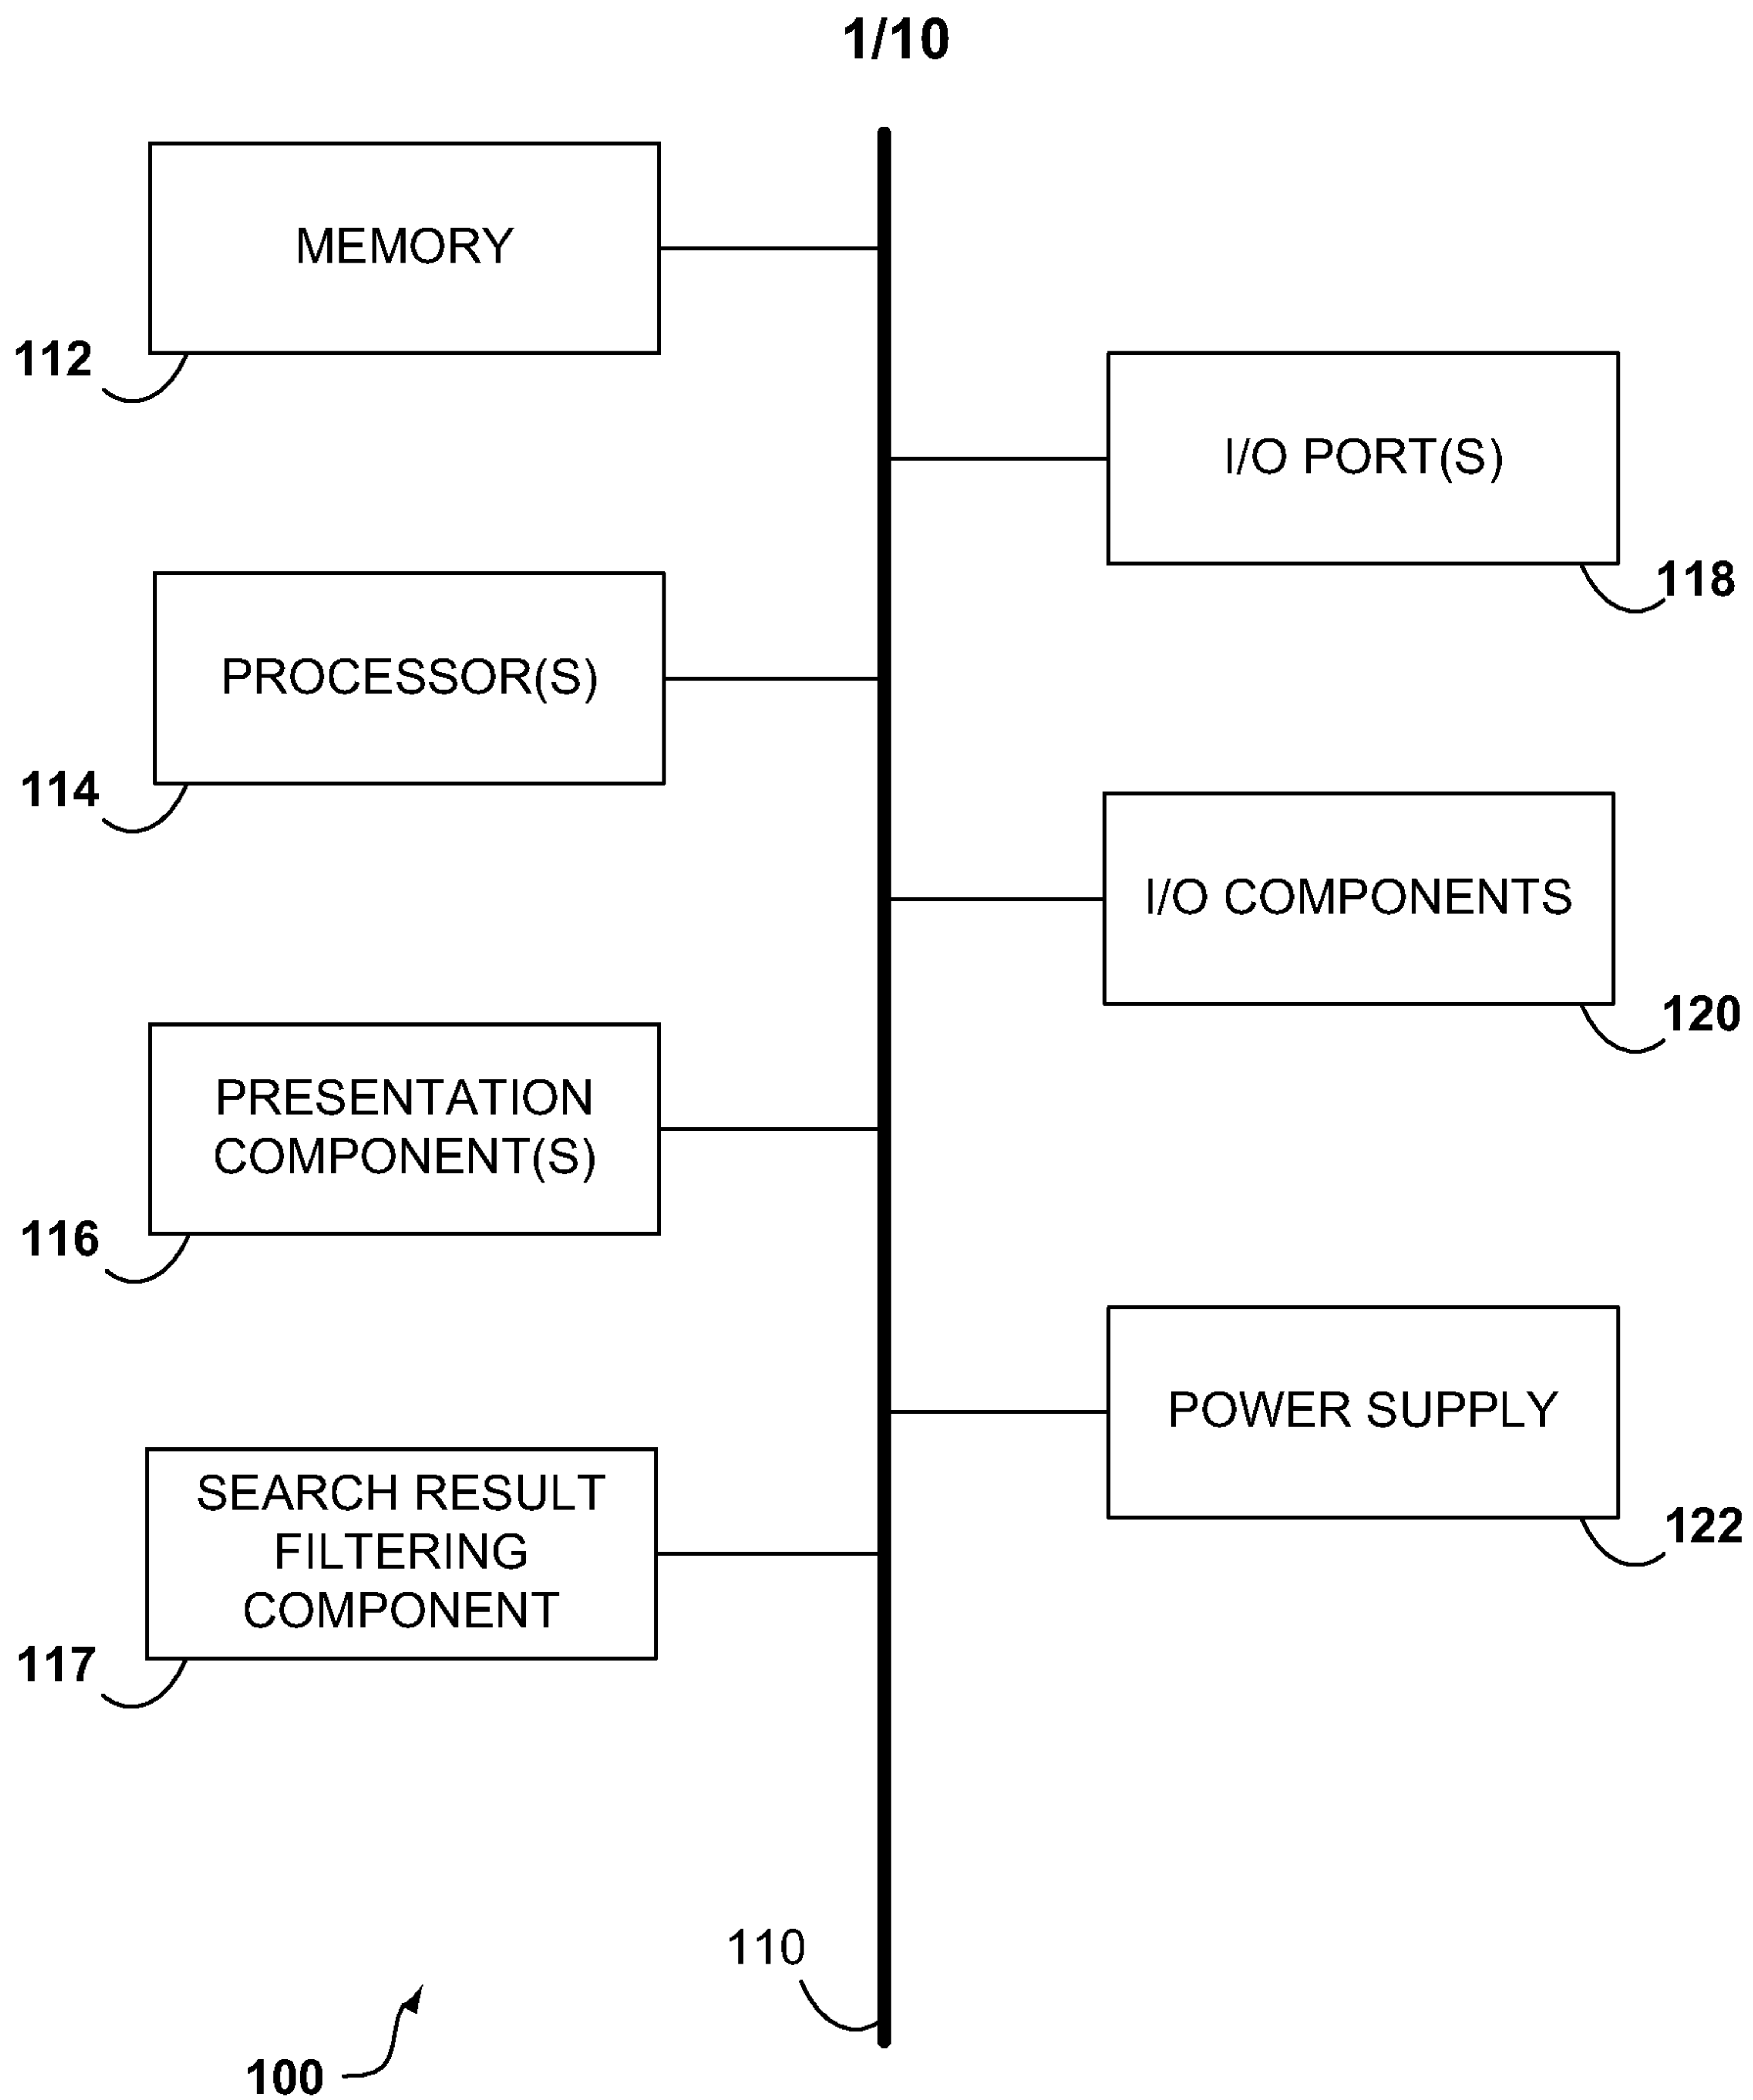 1/10
MEMORY
112
I/O PORT(S)
118
PROCESSOR(S)
114
I/O COMPONENTS
120
PRESENTATION
COMPONENT(S)
116
POWER SUPPLY
122
SEARCH RESULT
FILTERING
COMPONENT
117
110
100